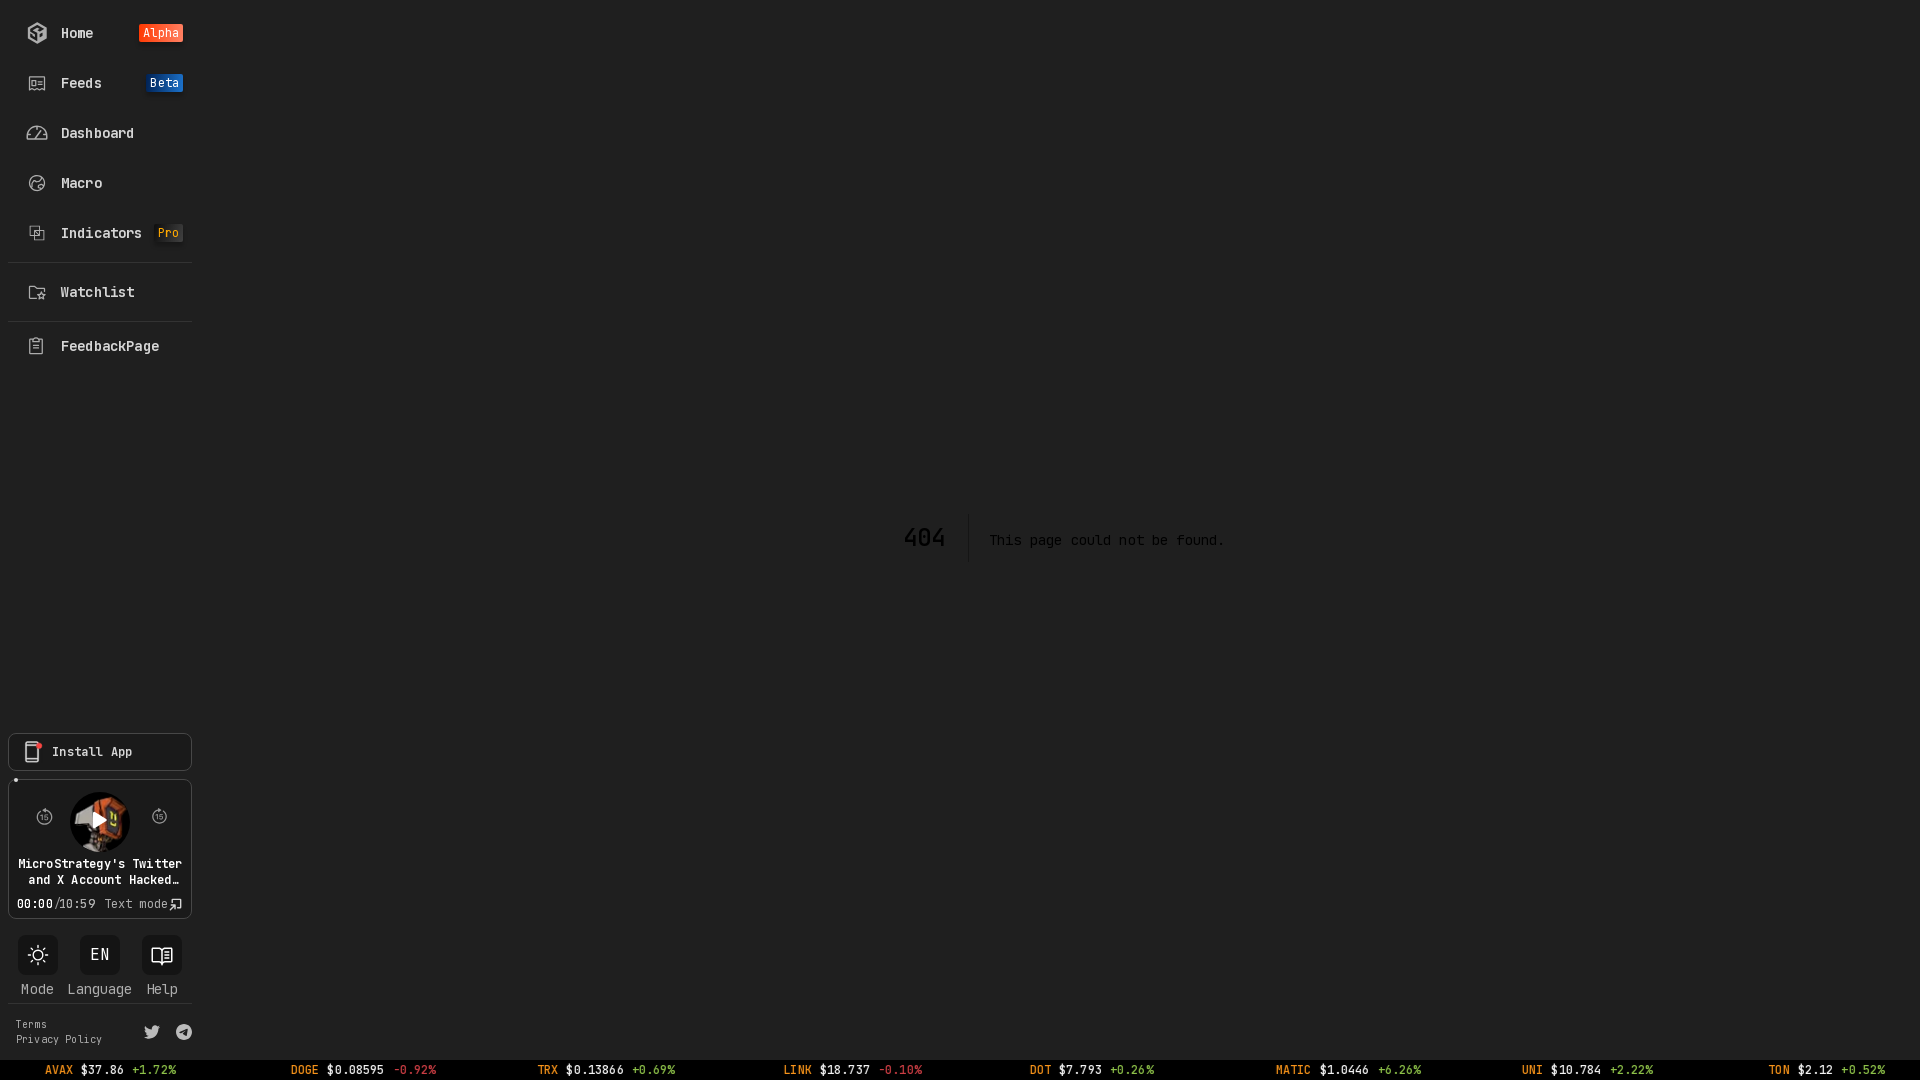 Home Alpha
Feeds Beta
Dashboard
Macro
Indicators Pro
Watchlist
FeedbackPage
404
This page could not be found.
Install App
15 15
MicroStrategy's Twitter
and X Account Hacked…
00:00/10:59 Text mode
EN
Mode Language Help
Terms
Privacy Policy
AVAX $37.86 +1.72% DOGE $0.08595 -0.92% TRX $0.13866 +0.69% LINK $18.737 -0.10% DOT $7.793 +0.26% MATIC $1.0446 +6.26% UNI $10.784 +2.22% TON $2.12 +0.52%